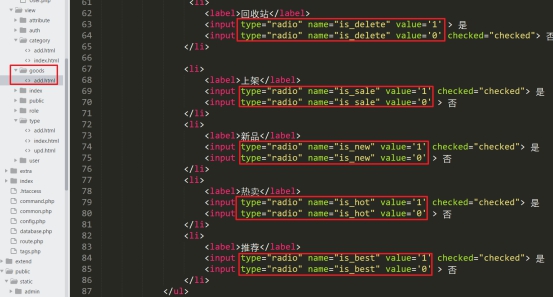 view
attribute
auth
category
add.html
index.html
goods
add.html
index
public
role
type
add.html
index.html
upd.html
user
extra
index
.htaccess
command.php
common.php
config.php
database.php
route.php
tags.php
extend
public
static
admin
61 <li>
62 <label>回收站</label>
63 <input type="radio" name="is_delete" value='1' > 是
64 <input type="radio" name="is_delete" value='0' checked="checked"> 否
65 </li>
66
67 <li>
68 <label>上架</label>
69 <input type="radio" name="is_sale" value='1' checked="checked"> 是
70 <input type="radio" name="is_sale" value='0' > 否
71 </li>
72 <li>
73 <label>新品</label>
74 <input type="radio" name="is_new" value='1' checked="checked"> 是
75 <input type="radio" name="is_new" value='0' > 否
76 </li>
77 <li>
78 <label>热卖</label>
79 <input type="radio" name="is_hot" value='1' checked="checked"> 是
80 <input type="radio" name="is_hot" value='0' > 否
81 </li>
82 <li>
83 <label>推荐</label>
84 <input type="radio" name="is_best" value='1' checked="checked"> 是
85 <input type="radio" name="is_best" value='0' > 否
86 </li>
87 </ul>